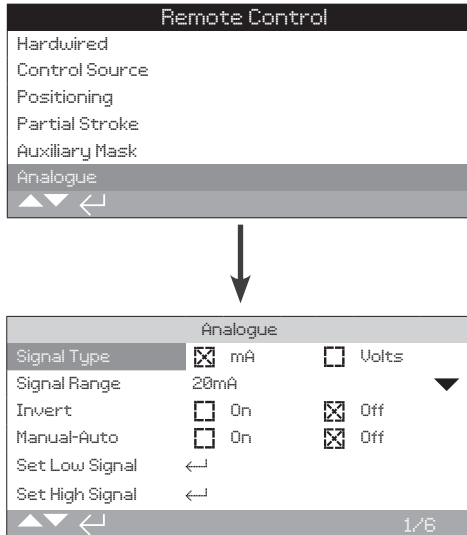 Remote Control
Hardwired
Control Source
Positioning
Partial Stroke
Auxiliary Mask
Analogue
Analogue
Signal Type mA Volts
Signal Range 20mA
Invert On Off
Manual-Auto On Off
Set Low Signal
Set High Signal
1/6